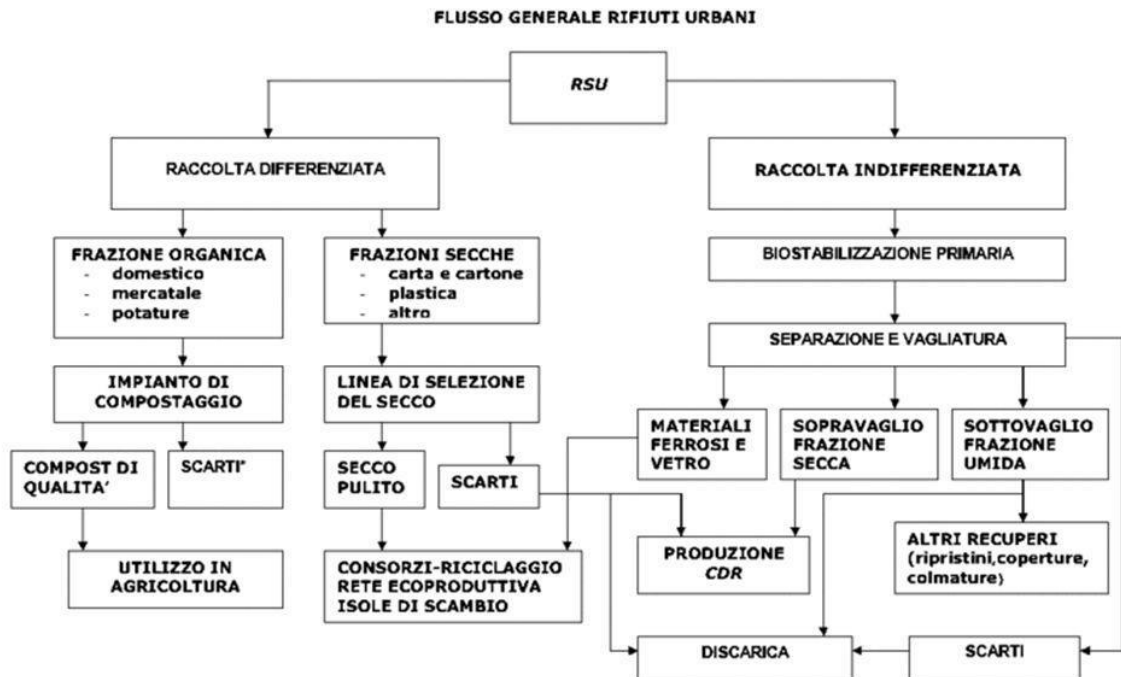 FLUSSO GENERALE RIFIUTI URBANI
RSU
RACCOLTA DIFFERENZIATA
RACCOLTA INDIFFERENZIATA
FRAZIONE ORGANICA
- domestico
- mercatale
- potature
FRAZIONI SECCHE
- carta e cartone
- plastica
- altro
BIOSTABILIZZAZIONE PRIMARIA
SEPARAZIONE E VAGLIATURA
IMPIANTO DI
COMPOSTAGGIO
LINEA DI SELEZIONE
DEL SECCO
MATERIALI
FERROSI E
VETRO
SOPRAVAGLIO
FRAZIONE
SECCA
SOTTOVAGLIO
FRAZIONE
UMIDA
COMPOST DI
QUALITA’
SCARTI*
SECCO
PULITO
SCARTI
UTILIZZO IN
AGRICOLTURA
CONSORZI-RICICLAGGIO
RETE ECOPRODUTTIVA
ISOLE DI SCAMBIO
PRODUZIONE
CDR
ALTRI RECUPERI
(ripristini,coperture,
colmature)
DISCARICA
SCARTI